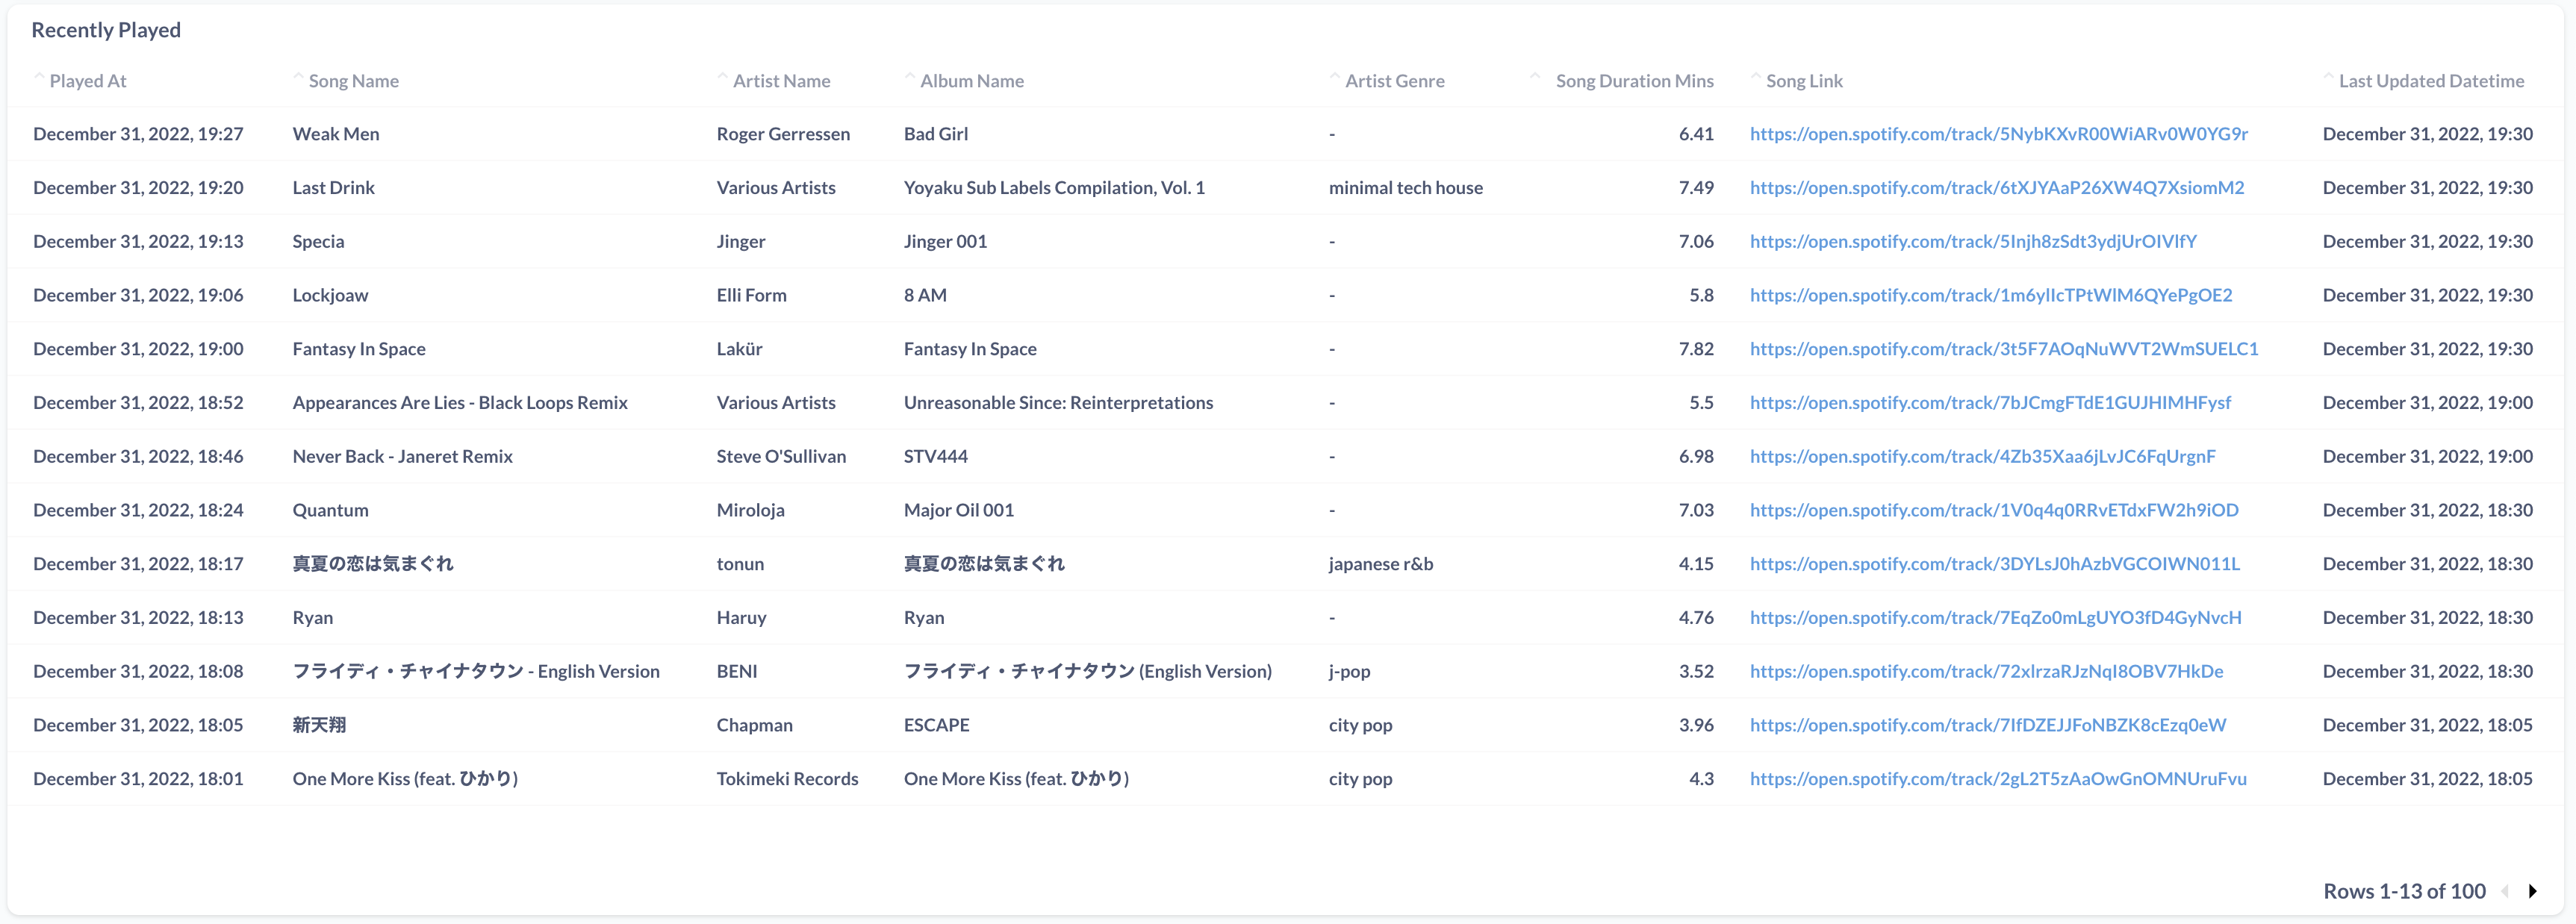 Recently Played
Played At Song Name Artist Name Album Name Artist Genre Song Duration Mins Song Link Last Updated Datetime
December 31, 2022, 19:27 Weak Men Roger Gerressen Bad Girl - 6.41 https://open.spotify.com/track/5NybKXvR00WiARv0W0YG9r December 31, 2022, 19:30
December 31, 2022, 19:20 Last Drink Various Artists Yoyaku Sub Labels Compilation, Vol. 1 minimal tech house 7.49 https://open.spotify.com/track/6tXJYAaP26XW4Q7XsiomM2 December 31, 2022, 19:30
December 31, 2022, 19:13 Specia Jinger Jinger 001 - 7.06 https://open.spotify.com/track/5Injh8zSdt3ydjUrOIVlfY December 31, 2022, 19:30
December 31, 2022, 19:06 Lockjoaw Elli Form 8 AM - 5.8 https://open.spotify.com/track/1m6ylIcTPtWlM6QYePgOE2 December 31, 2022, 19:30
December 31, 2022, 19:00 Fantasy In Space Lakür Fantasy In Space - 7.82 https://open.spotify.com/track/3t5F7AOqNuWVT2WmSUELC1 December 31, 2022, 19:30
December 31, 2022, 18:52 Appearances Are Lies - Black Loops Remix Various Artists Unreasonable Since: Reinterpretations - 5.5 https://open.spotify.com/track/7bJCmgFTdE1GUJHIMHFysf December 31, 2022, 19:00
December 31, 2022, 18:46 Never Back - Janeret Remix Steve O'Sullivan STV444 - 6.98 https://open.spotify.com/track/4Zb35Xaa6jLvJC6FqUrgnF December 31, 2022, 19:00
December 31, 2022, 18:24 Quantum Miroloja Major Oil 001 - 7.03 https://open.spotify.com/track/1V0q4q0RRvETdxFW2h9iOD December 31, 2022, 18:30
December 31, 2022, 18:17 真夏の恋は気まぐれ tonun 真夏の恋は気まぐれ japanese r&b 4.15 https://open.spotify.com/track/3DYLsJ0hAzbVGCOIWN011L December 31, 2022, 18:30
December 31, 2022, 18:13 Ryan Haruy Ryan - 4.76 https://open.spotify.com/track/7EqZo0mLgUYO3fD4GyNvcH December 31, 2022, 18:30
December 31, 2022, 18:08 フライディ・チャイナタウン - English Version BENI フライディ・チャイナタウン (English Version) j-pop 3.52 https://open.spotify.com/track/72xlrzaRJzNqI8OBV7HkDe December 31, 2022, 18:30
December 31, 2022, 18:05 新天翔 Chapman ESCAPE city pop 3.96 https://open.spotify.com/track/7IfDZEJJFoNBZK8cEzq0eW December 31, 2022, 18:05
December 31, 2022, 18:01 One More Kiss (feat. ひかり) Tokimeki Records One More Kiss (feat. ひかり) city pop 4.3 https://open.spotify.com/track/2gL2T5zAaOwGnOMNUruFvu December 31, 2022, 18:05
Rows 1-13 of 100